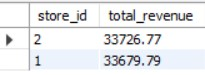 store_id total_revenue
2 33726.77
1 33679.79